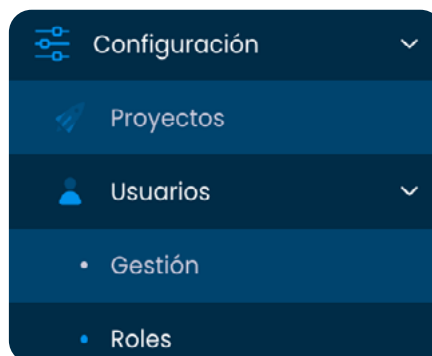 Configuración
Proyectos
Usuarios
Gestión
Roles